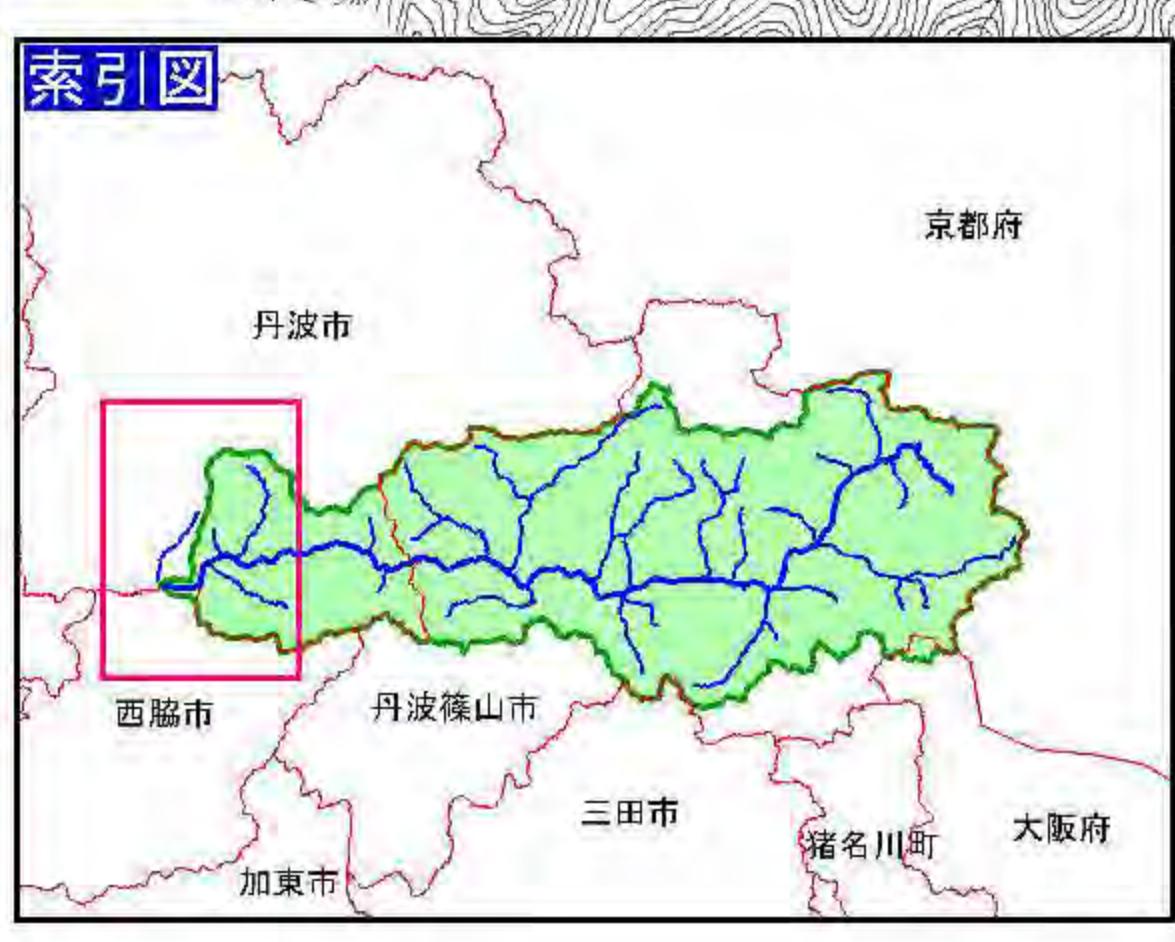 索引図
京都府
丹波市
西脇市
丹波篠山市
三田市
猪名川町
大阪府
加東市